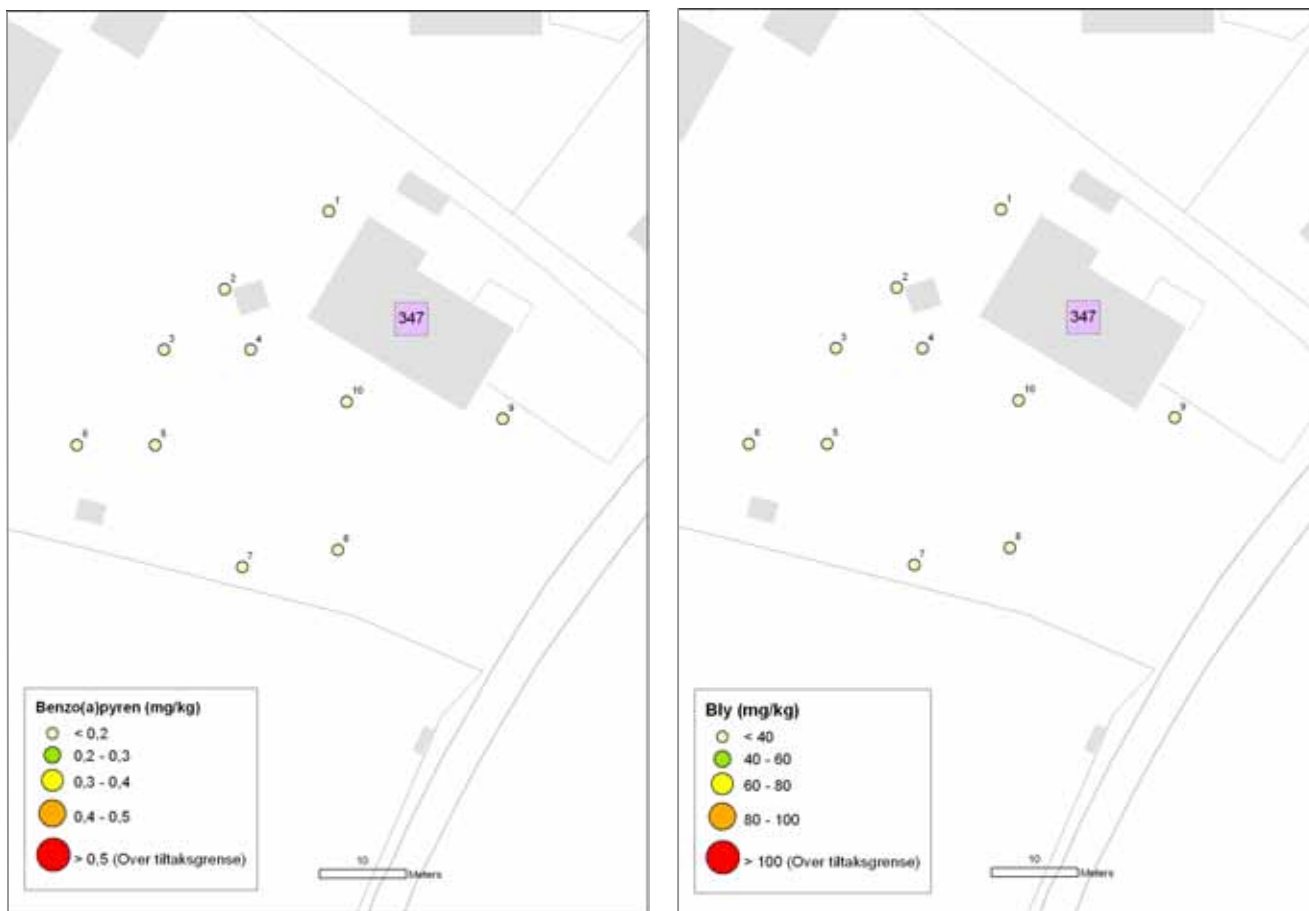 1
2
347
3
4
10
9
6
5
8
7
Benzo(a)pyren (mg/kg)
< 0,2
0,2 - 0,3
0,3 - 0,4
0,4 - 0,5
> 0,5 (Over tiltaksgrense)
10
Meters
1
2
347
3
4
10
9
6
5
8
7
Bly (mg/kg)
< 40
40 - 60
60 - 80
80 - 100
> 100 (Over tiltaksgrense)
10
Meters